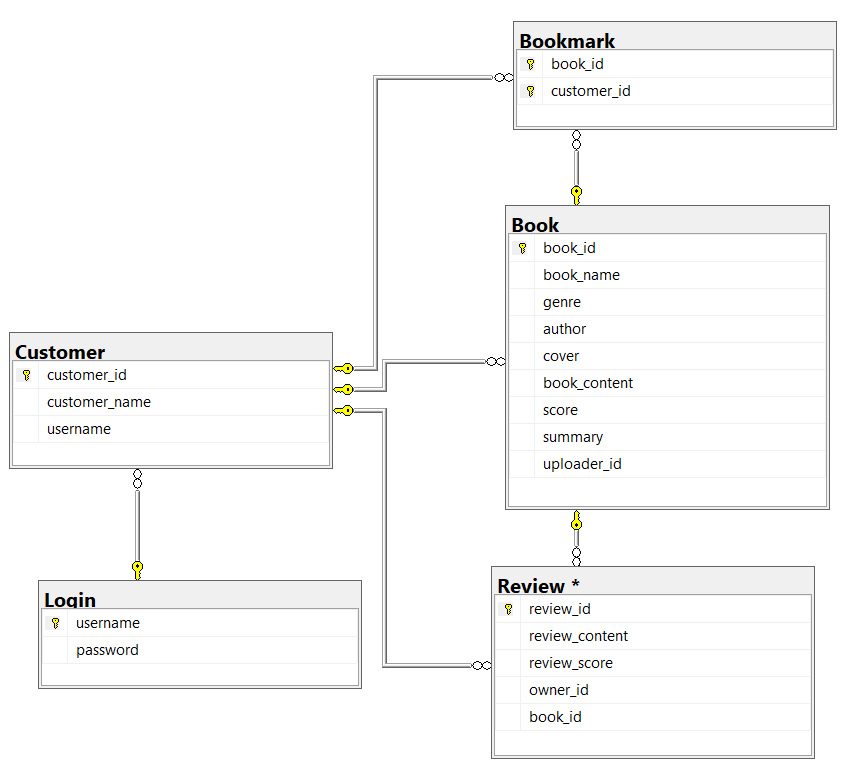 Bookmark
book_id
customer_id
Book
book_id
book_name
genre
author
cover
book_content
score
summary
uploader_id
Customer
customer_id
customer_name
username
Login
username
password
Review *
review_id
review_content
review_score
owner_id
book_id